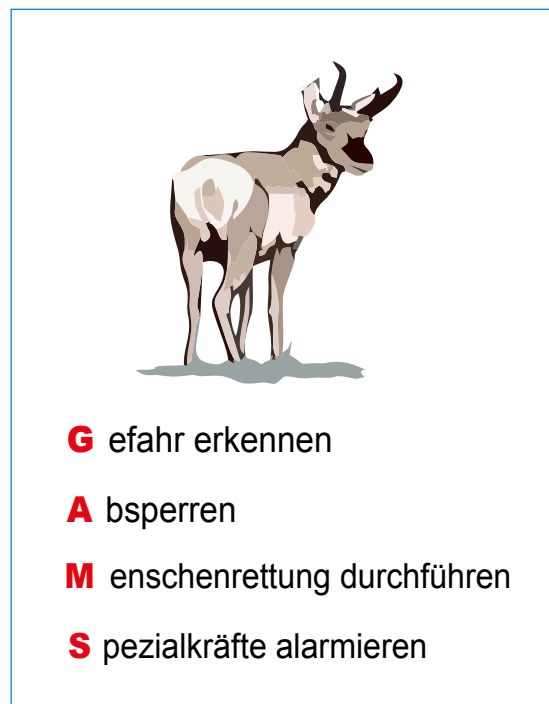 G efahr erkennen
A bsperren
M enschenrettung durchführen
S pezialkräfte alarmieren